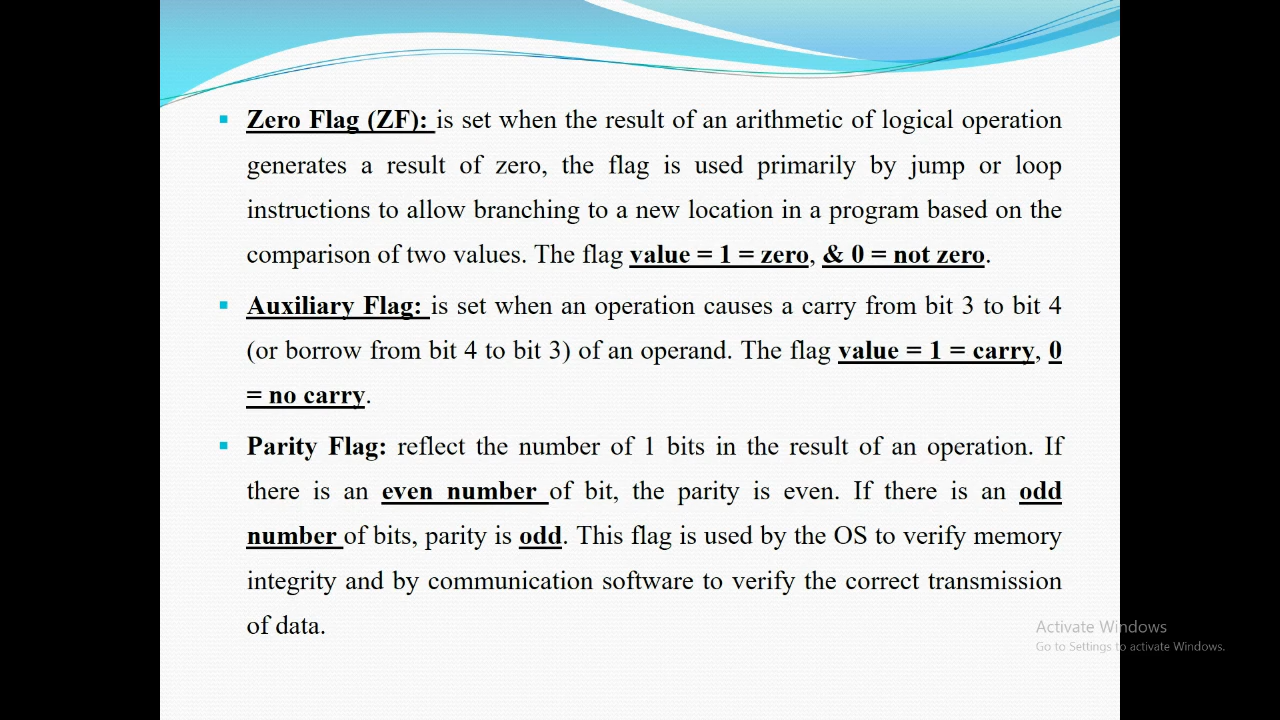 Zero Flag (ZF): is set when the result of an arithmetic of logical operation
generates a result of zero, the flag is used primarily by jump or loop
instructions to allow branching to a new location in a program based on the
comparison of two values. The flag value = 1 = zero, & 0 = not zero.
Auxiliary Flag: is set when an operation causes a carry from bit 3 to bit 4
(or borrow from bit 4 to bit 3) of an operand. The flag value = 1 = carry, 0
= no carry.
Parity Flag: reflect the number of 1 bits in the result of an operation. If
there is an even number of bit, the parity is even. If there is an odd
number of bits, parity is odd. This flag is used by the OS to verify memory
integrity and by communication software to verify the correct transmission
of data.
Activate Windows
Go to Settings to activate Windows.